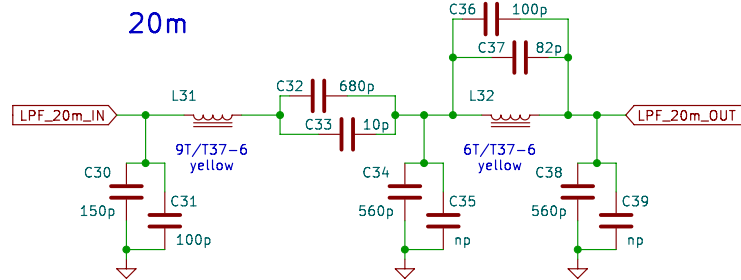 20m
C36 100p
C37 82p
C32 680p
L31
L32
LPF_20m_IN
LPF_20m_OUT
C33 10p
9T/T37-6
yellow
6T/T37-6
yellow
C30
C31
150p
100p
C34
C35
560p
np
C38
C39
560p
np